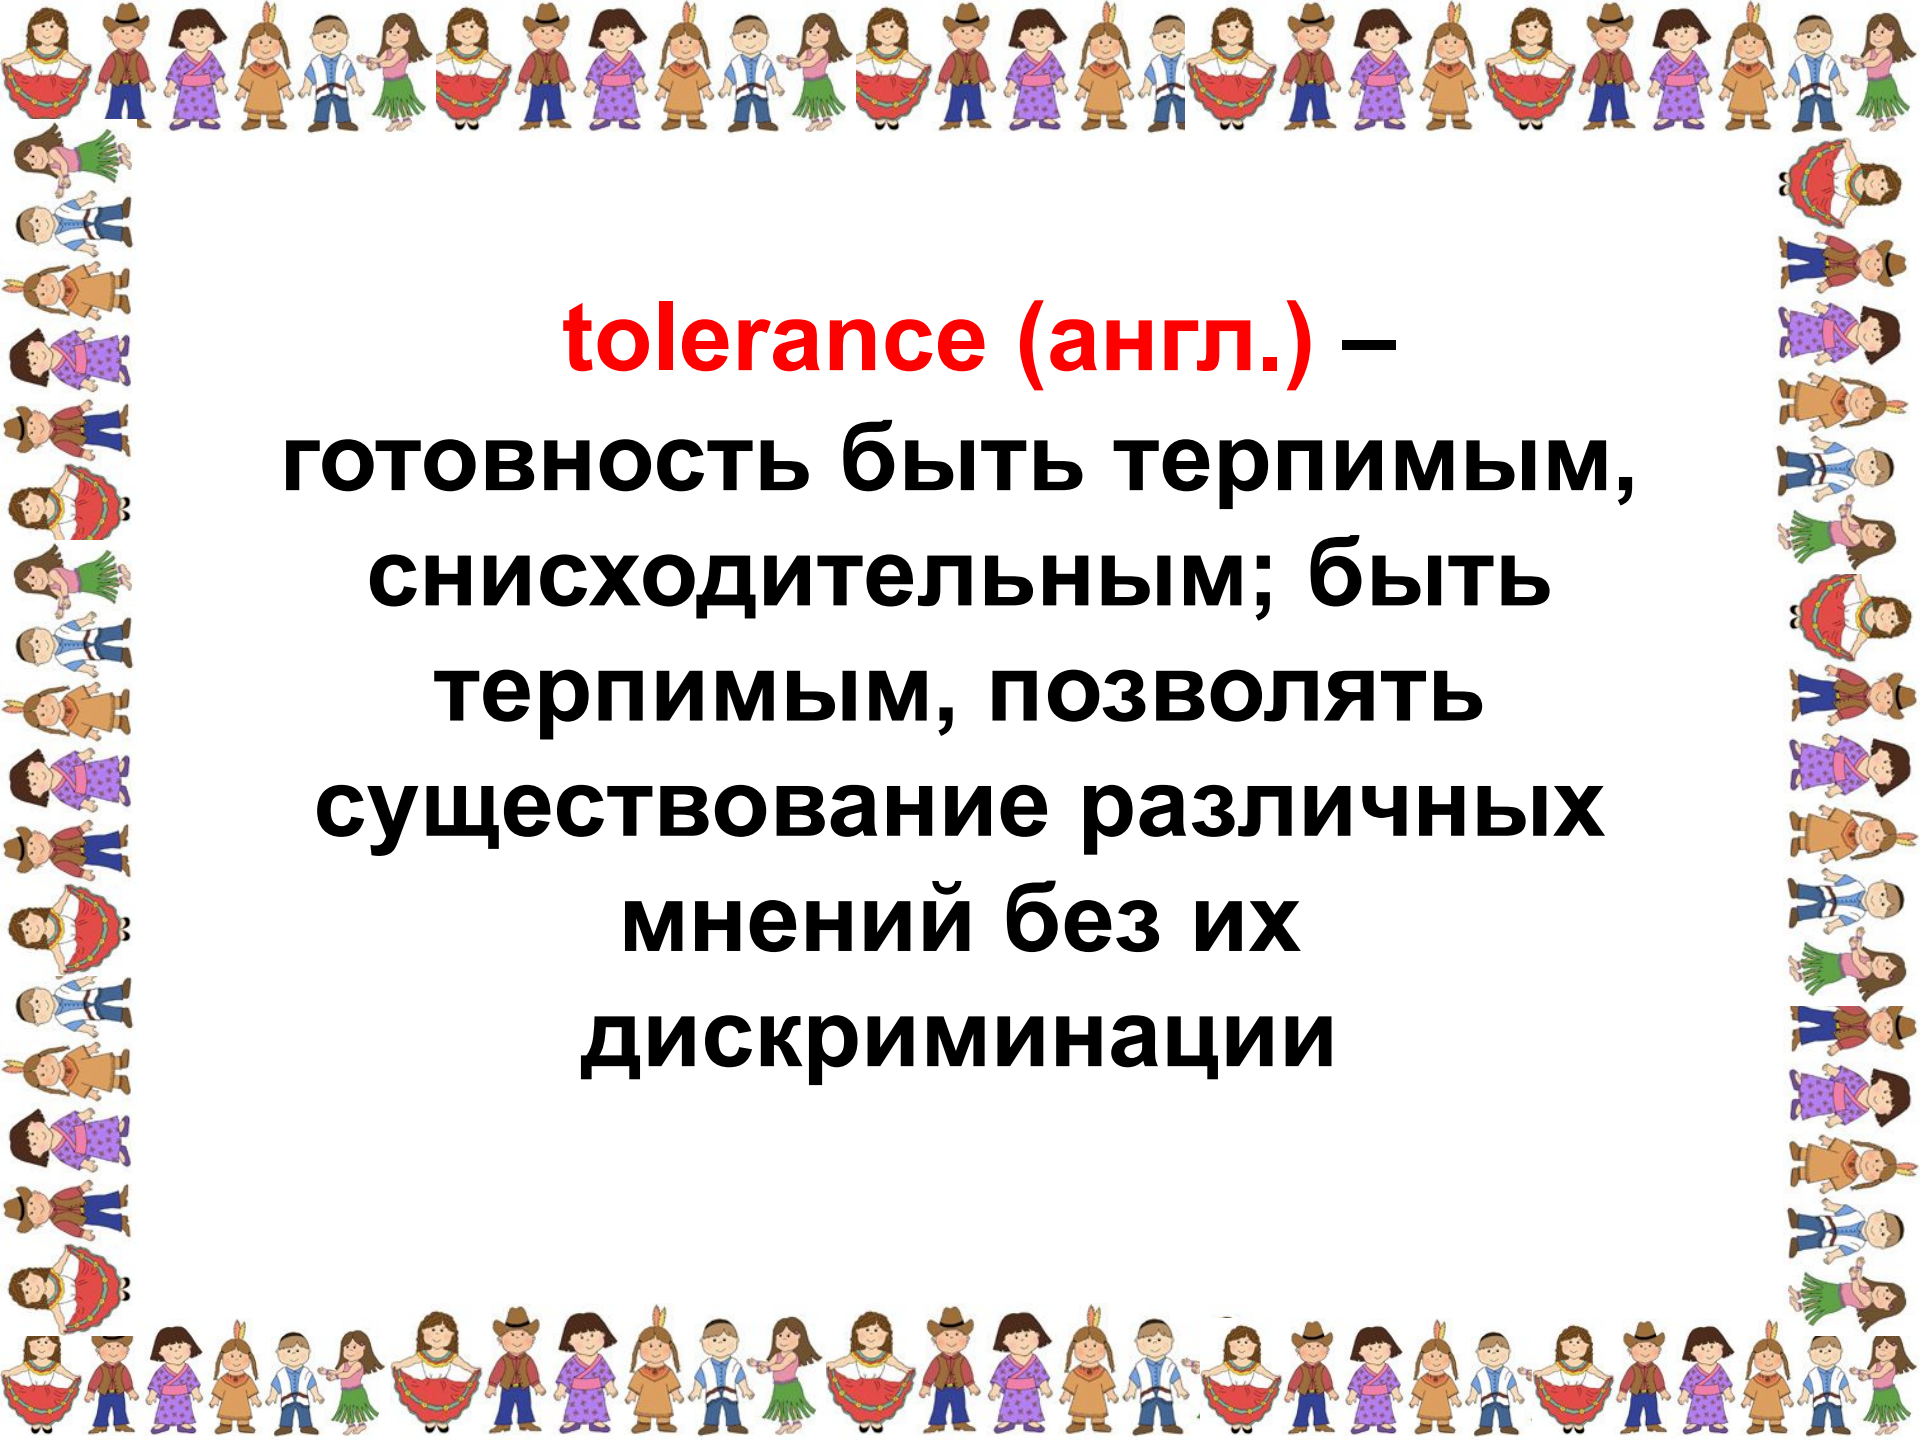 tolerance (англ.) –
готовность быть терпимым,
снисходительным; быть
терпимым, позволять
существование различных
мнений без их
дискриминации